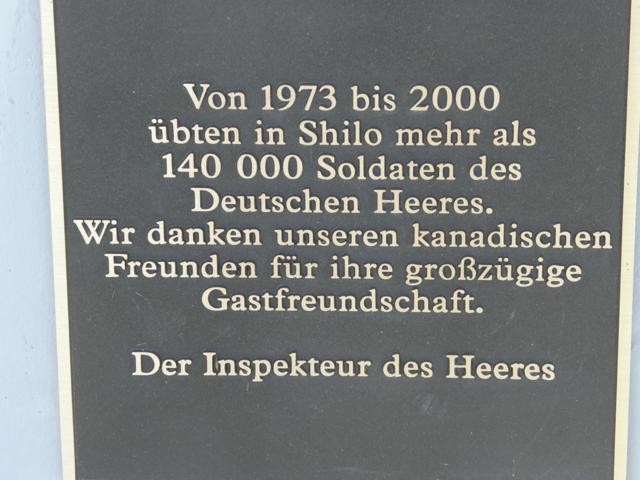 Von 1973 bis 2000
übten in Shilo mehr als
140 000 Soldaten des
Deutschen Heeres.
Wir danken unseren kanadischen
Freunden für ihre großzügige
Gastfreundschaft.
Der Inspekteur des Heeres